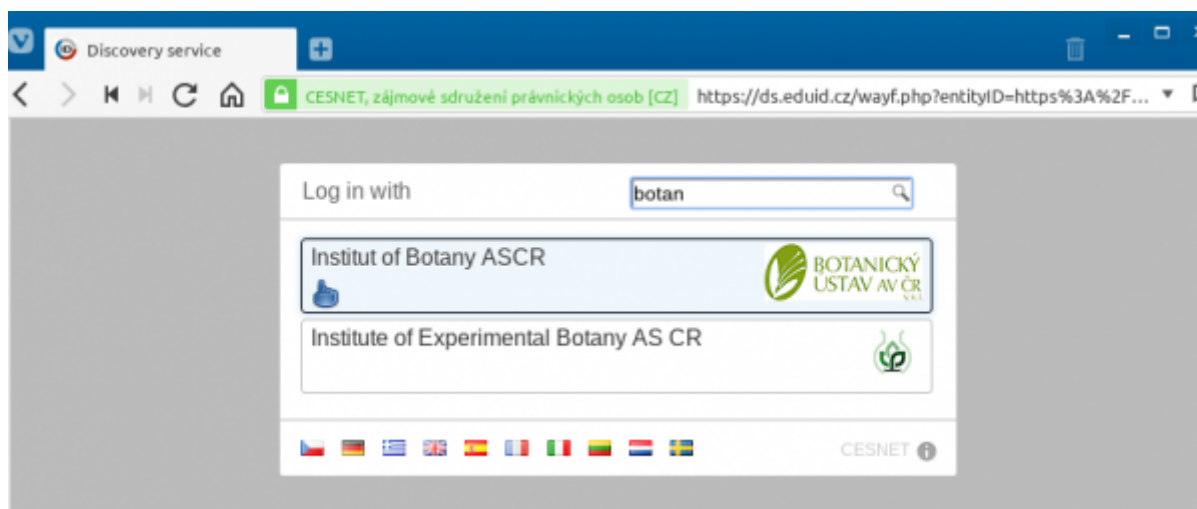 Discovery service
CESNET, zájmové sdružení právnických osob [CZ] https://ds.eduid.cz/wayf.php?entityID=https%3A%2F...
Log in with
botan
Institut of Botany ASCR
BOTANICKÝ
USTAV AV ČR
Institute of Experimental Botany AS CR
CESNET